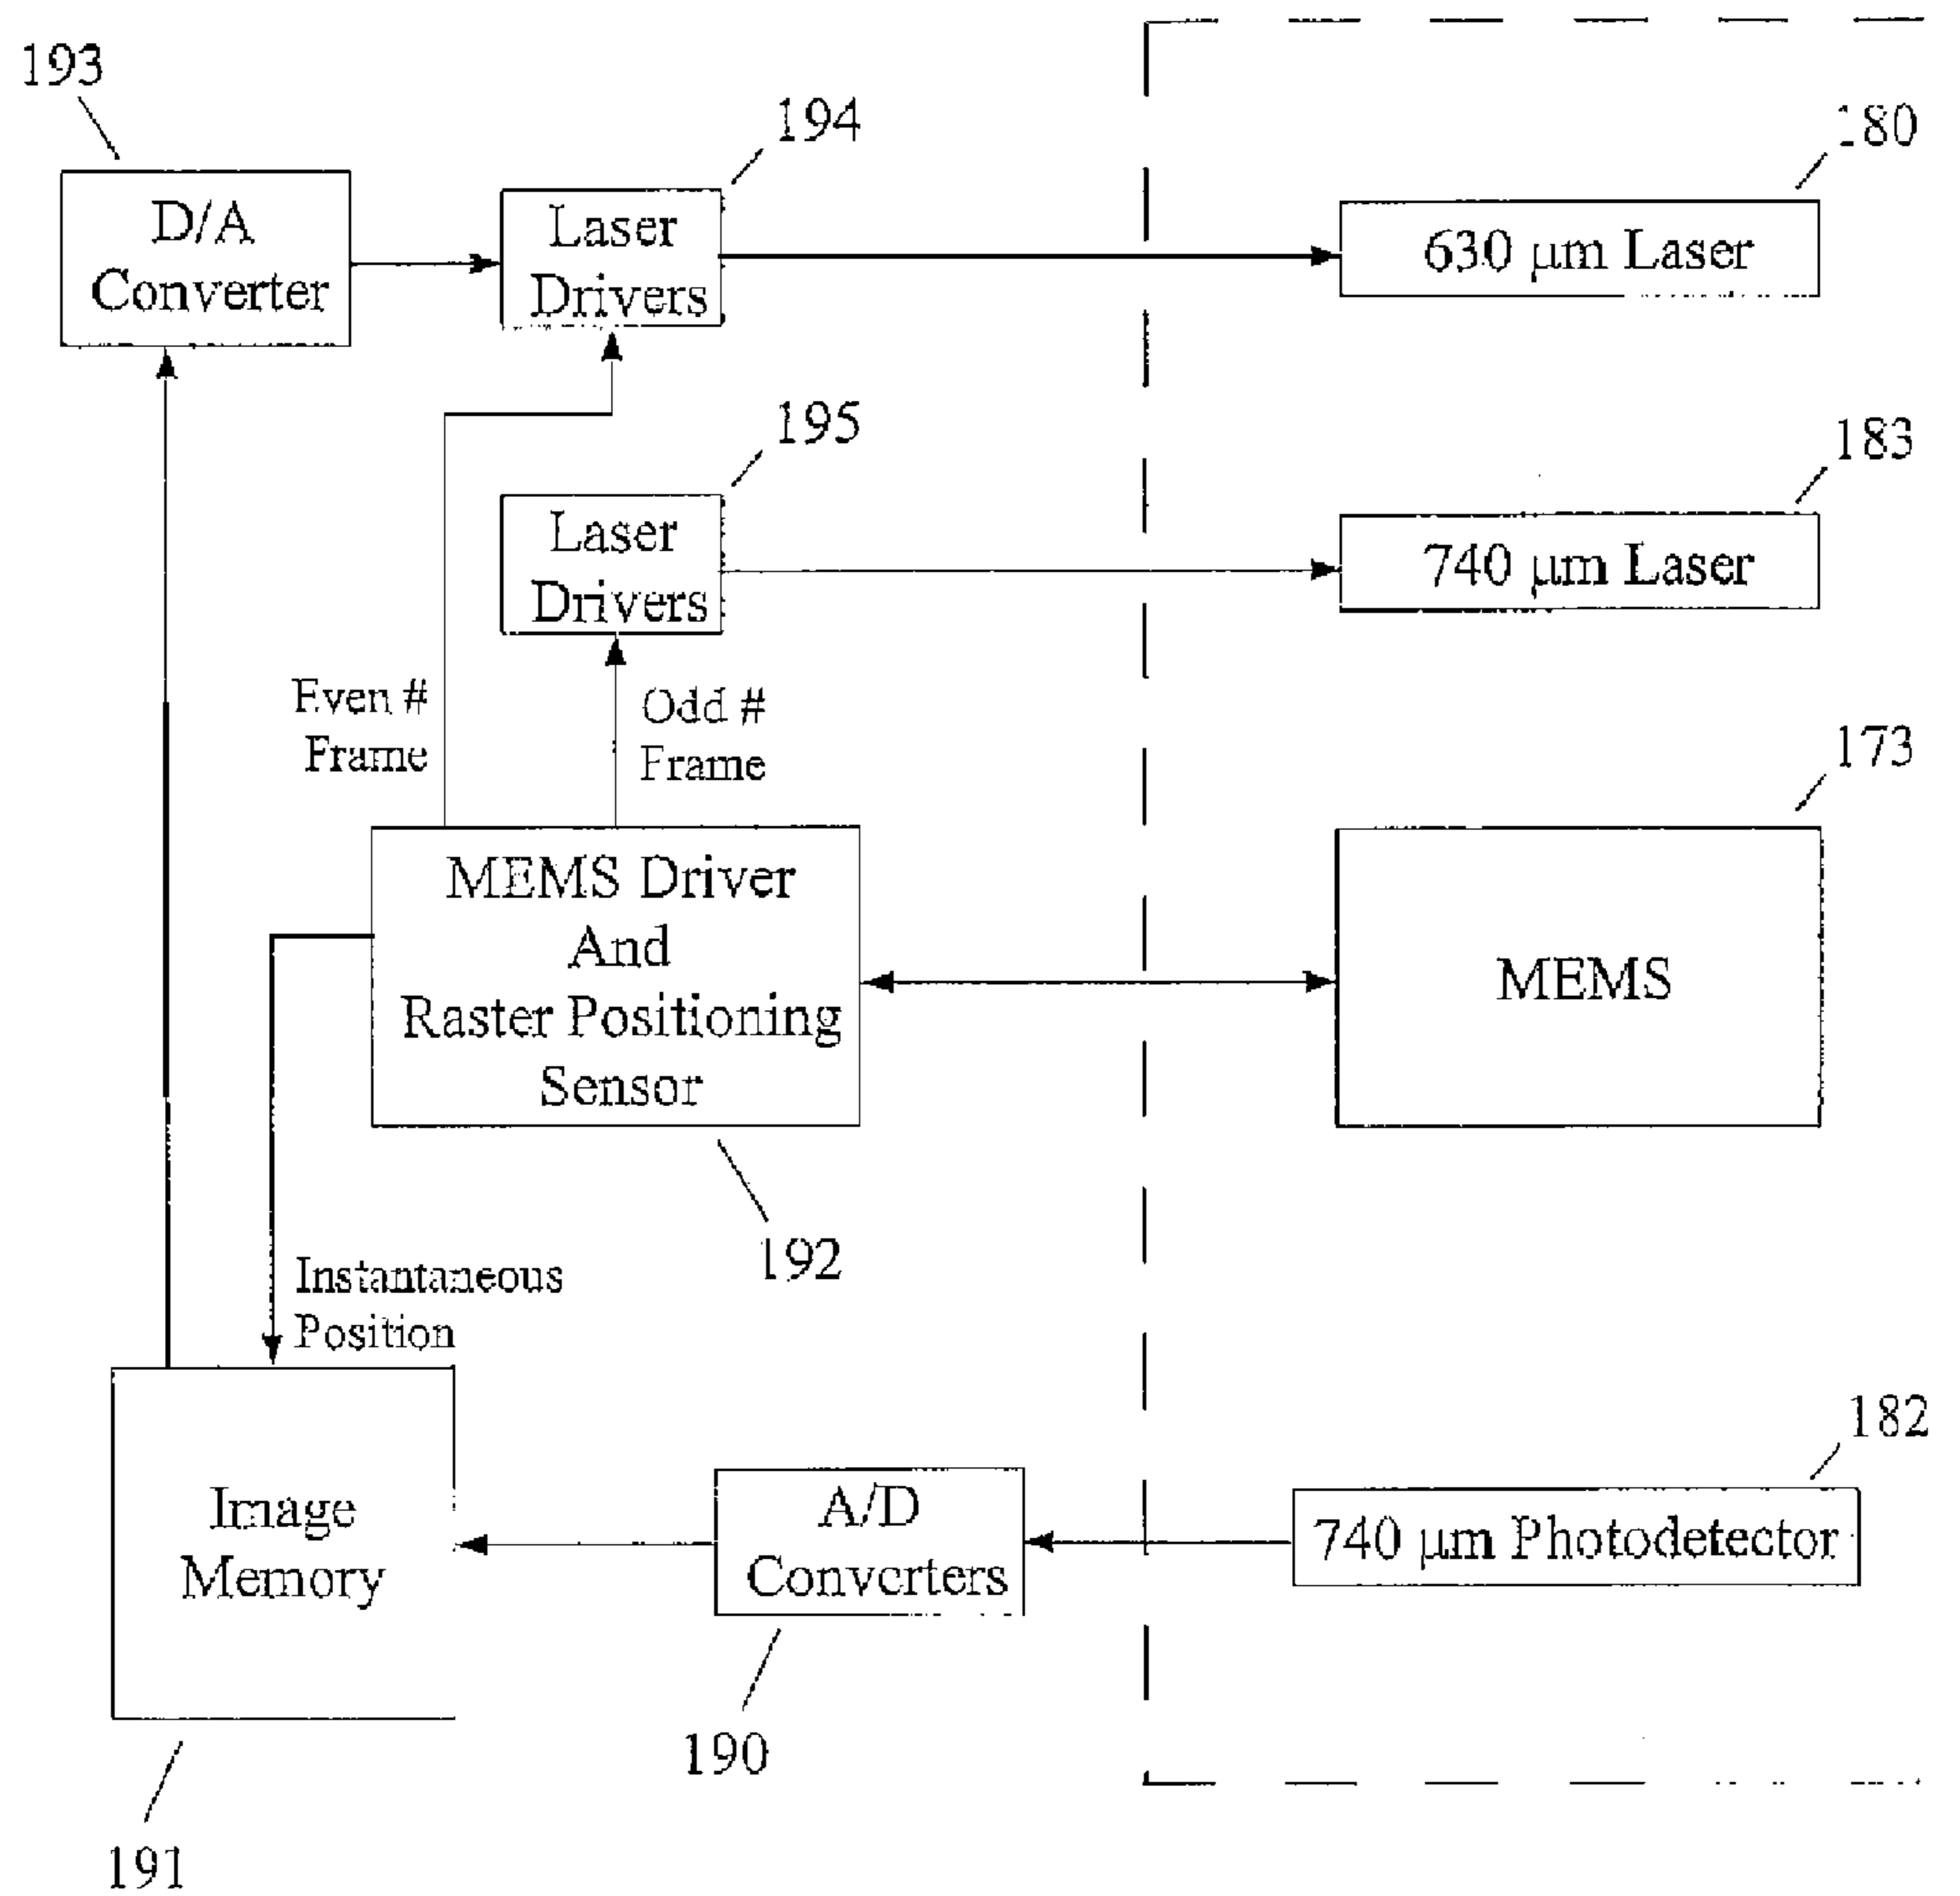 193
194
180
D/A
Converter
Laser
Drivers
630 μm Laser
195
183
Laser
Drivers
740 μm Laser
Even #
Frame
Odd #
Frame
173
MEMS Driver
And
Raster Positioning
Sensor
MEMS
192
Instantaneous
Position
182
Image
Memory
A/D
Converters
740 μm Photodetector
190
191